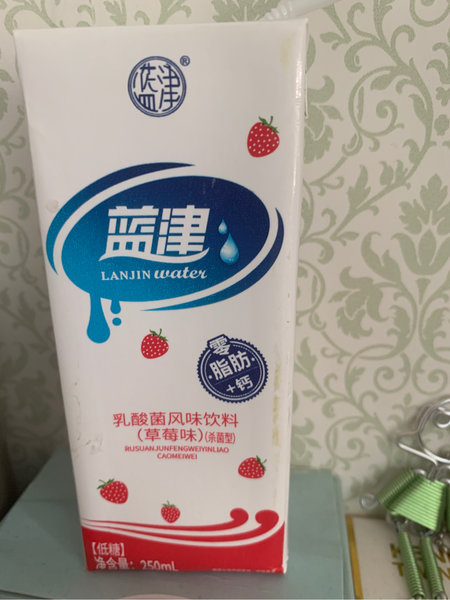 蓝津®
蓝津
LANJIN water
零
脂肪
+钙
乳酸菌风味饮料
(草莓味)(杀菌型)
RUSUANJUNFENGWEIYINLIAO
CAOMEIWEI
【低糖】
净含量: 250mL